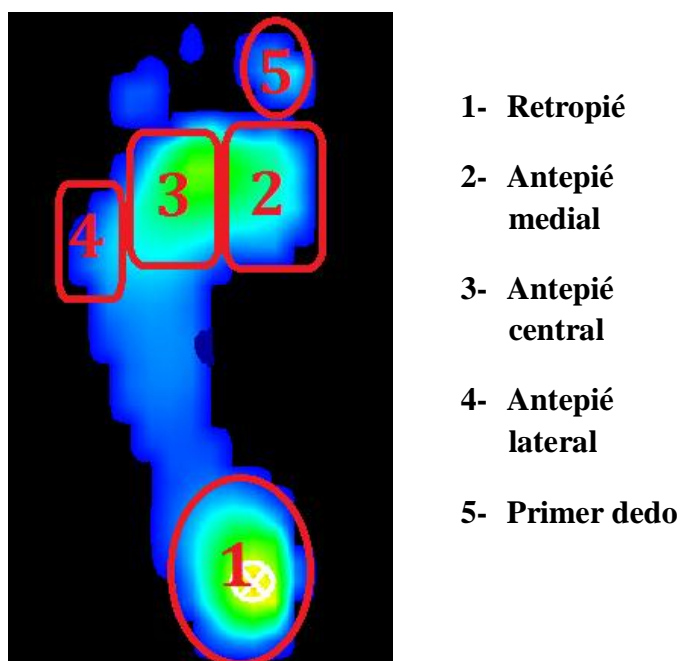 5
3
2
4
1
1- Retropié
2- Antepié
medial
3- Antepié
central
4- Antepié
lateral
5- Primer dedo